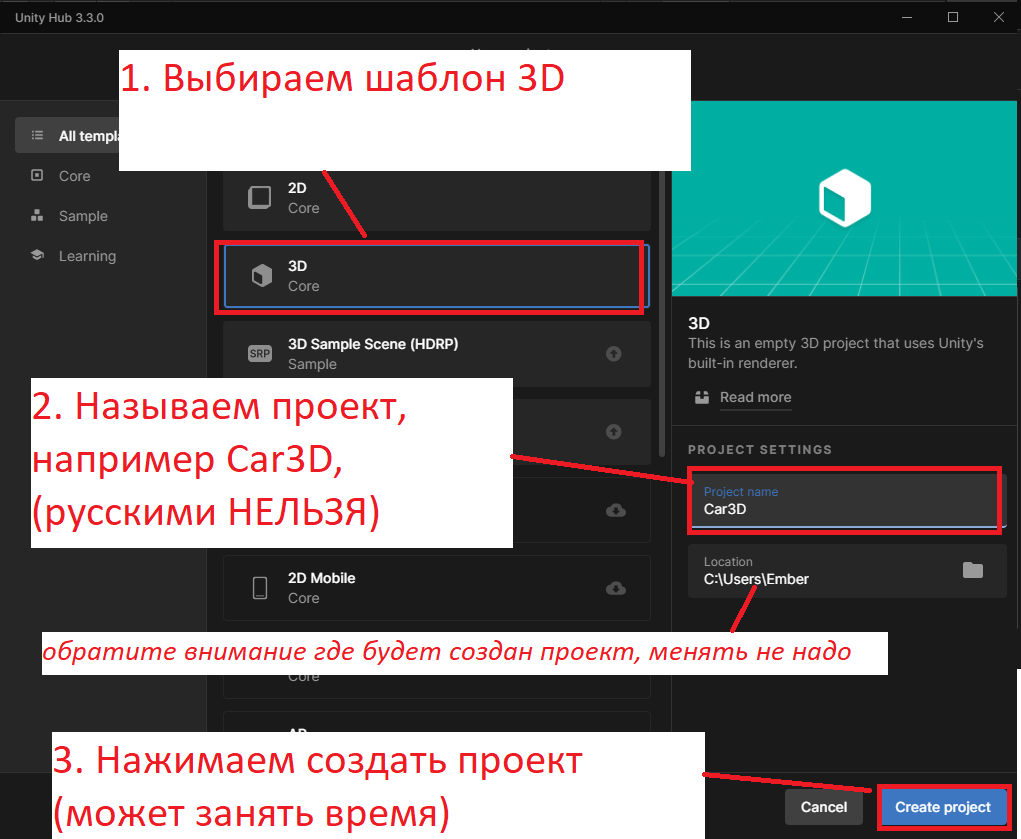 Unity Hub 3.3.0
1. Выбираем шаблон 3D
All templa
Core
Sample
Learning
2D
Core
3D
Core
3D Sample Scene (HDRP)
SRP
Sample
2. Называем проект,
например Car3D,
(русскими НЕЛЬЗЯ)
2D Mobile
Core
обратите внимание где будет создан проект, менять не надо
Core
3. Нажимаем создать проект
(может занять время)
3D
This is an empty 3D project that uses Unity's
built-in renderer.
Read more
PROJECT SETTINGS
Project name
Car3D
Location
C:\Users\Ember
Cancel
Create project